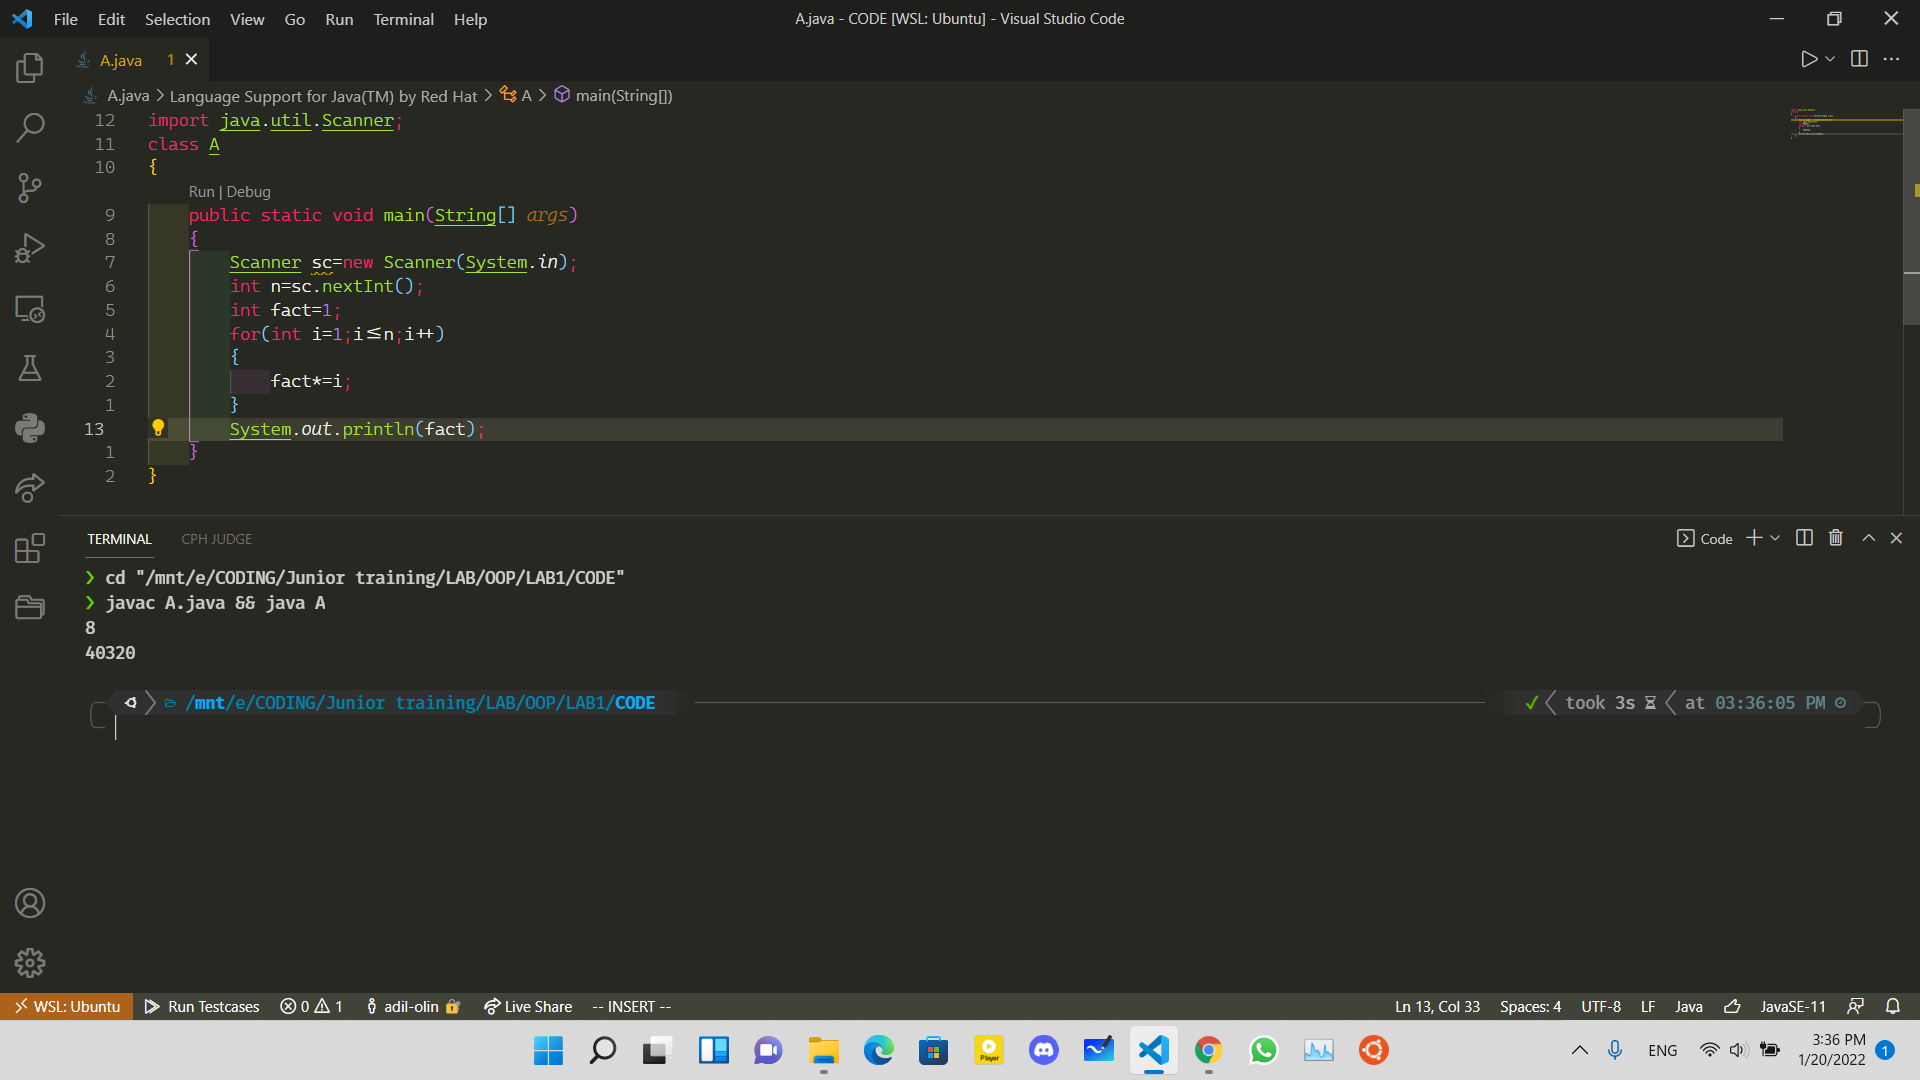 File Edit Selection View Go Run Terminal Help
A.java - CODE [WSL: Ubuntu] - Visual Studio Code
A.java 1
A.java > Language Support for Java(TM) by Red Hat > A > main(String[])
12 import java.util.Scanner;
11 class A
10 {
Run | Debug
9 public static void main(String[] args)
8 {
7 Scanner sc=new Scanner(System.in);
6 int n=sc.nextInt();
5 int fact=1;
4 for(int i=1;i≤n;i++)
3 {
2 fact*=i;
1 }
13 System.out.println(fact);
1 }
2 }
TERMINAL CPH JUDGE
Code
❯ cd "/mnt/e/CODING/Junior training/LAB/OOP/LAB1/CODE"
❯ javac A.java && java A
8
40320
/mnt/e/CODING/Junior training/LAB/OOP/LAB1/CODE
✓ took 3s at 03:36:05 PM
WSL: Ubuntu Run Testcases 0 1 adil-olin Live Share -- INSERT --
Ln 13, Col 33 Spaces: 4 UTF-8 LF Java JavaSE-11
Player
ENG
3:36 PM
1/20/2022
1